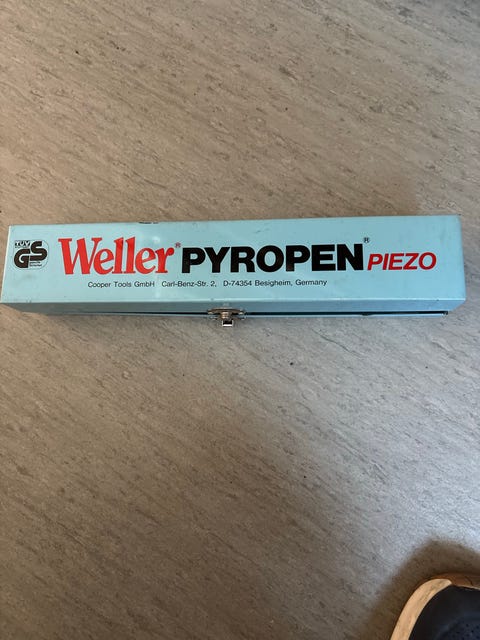 TÜV
GS
Weller® PYROPEN® PIEZO
Cooper Tools GmbH Carl-Benz-Str. 2, D-74354 Besigheim, Germany